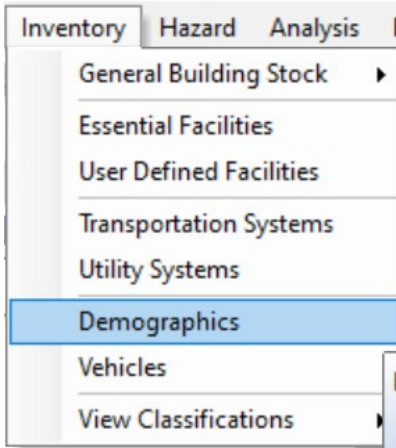 Inventory Hazard Analysis
General Building Stock
Essential Facilities
User Defined Facilities
Transportation Systems
Utility Systems
Demographics
Vehicles
View Classifications